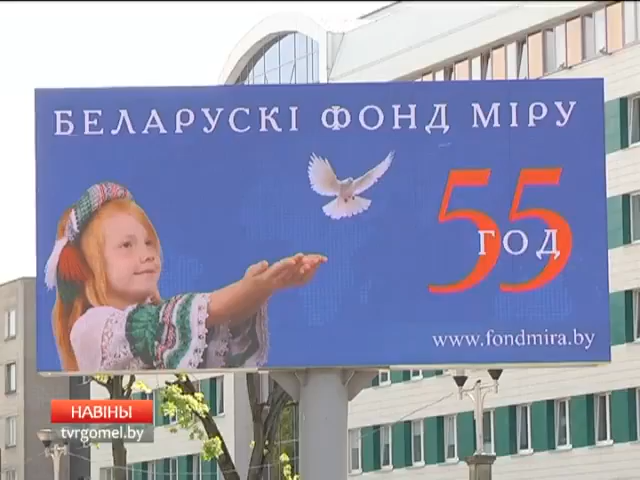 БЕЛАРУСКІ ФОНД МІРУ
55
ГОД
www.fondmira.by
НАВІНЫ
tvrgomel.by